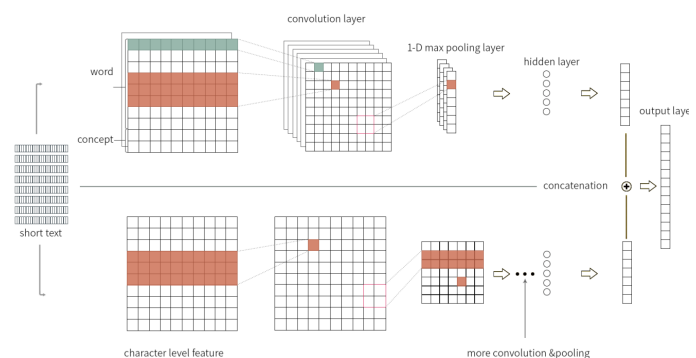 convolution layer
1-D max pooling layer
hidden layer
word
concept
output laye
short text
concatenation
character level feature
more convolution &pooling